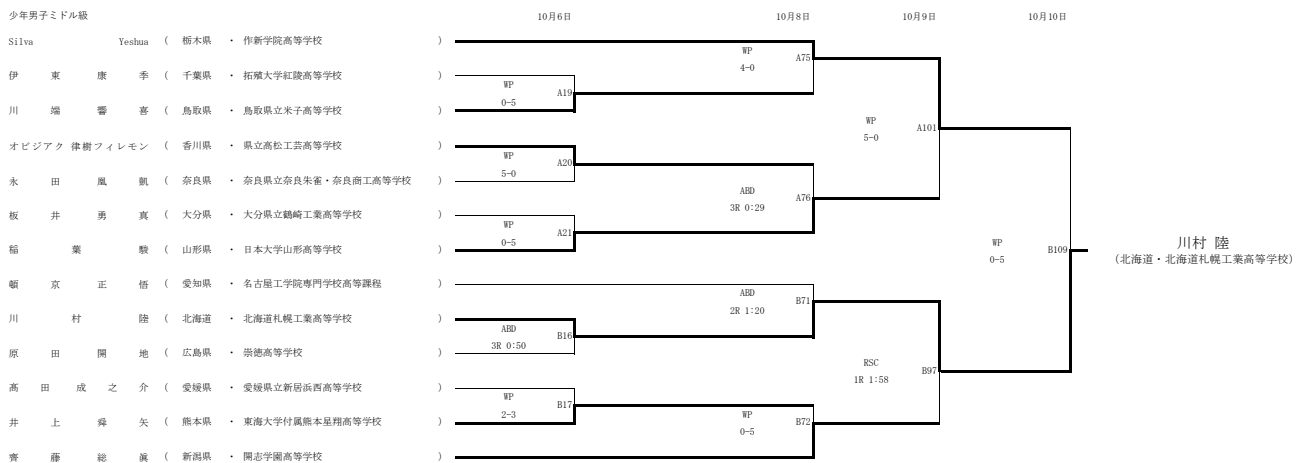 少年男子ミドル級 10月6日 10月8日 10月9日 10月10日
Silva Yeshua ( 栃木県 ・ 作新学院高等学校 )
WP
4-0
A75
伊東康季 ( 千葉県 ・ 拓殖大学紅陵高等学校 )
WP
0-5
A19
川端響喜 ( 鳥取県 ・ 鳥取県立米子高等学校 )
WP
5-0
A101
オビジアク 律樹フィレモン ( 香川県 ・ 県立高松工芸高等学校 )
WP
5-0
A20
永田凰凱 ( 奈良県 ・ 奈良県立奈良朱雀・奈良商工高等学校 )
ABD
3R 0:29
A76
板井勇真 ( 大分県 ・ 大分県立鶴崎工業高等学校 )
WP
0-5
A21
稲葉駿 ( 山形県 ・ 日本大学山形高等学校 )
WP
0-5
B109
川村 陸
(北海道・北海道札幌工業高等学校)
頓京正悟 ( 愛知県 ・ 名古屋工学院専門学校高等課程 )
ABD
2R 1:20
B71
川村陸 ( 北海道 ・ 北海道札幌工業高等学校 )
ABD
3R 0:50
B16
原田開地 ( 広島県 ・ 崇徳高等学校 )
RSC
1R 1:58
B97
髙田成之介 ( 愛媛県 ・ 愛媛県立新居浜西高等学校 )
WP
2-3
B17
井上舜矢 ( 熊本県 ・ 東海大学付属熊本星翔高等学校 )
WP
0-5
B72
齊藤総眞 ( 新潟県 ・ 開志学園高等学校 )